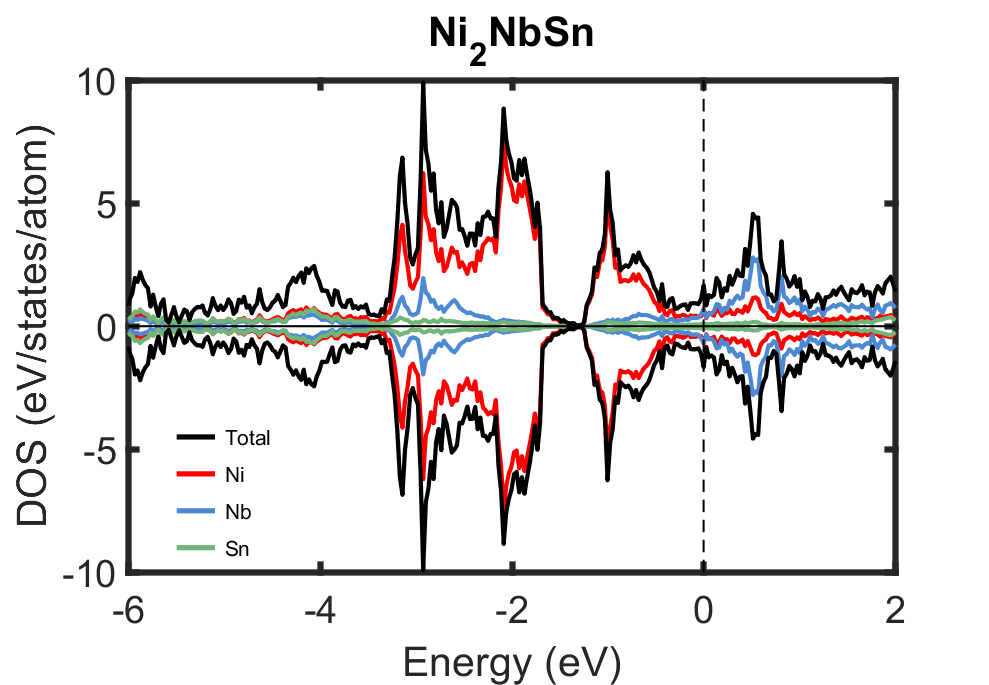 Ni2NbSn
10
5
0
-5
-10
DOS (eV/states/atom)
Total
Ni
Nb
Sn
-6 -4 -2 0 2
Energy (eV)